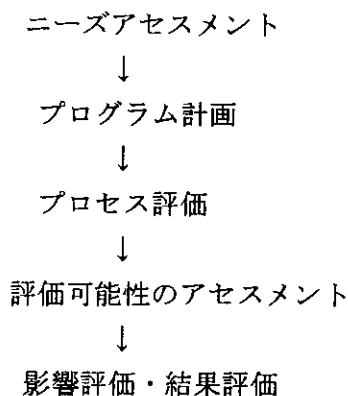 ニーズアセスメント
↓
プログラム計画
↓
プロセス評価
↓
評価可能性のアセスメント
↓
影響評価・結果評価